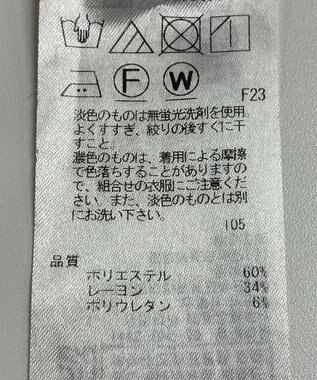 F W
F23
淡色のものは無蛍光洗剤を使用
よくすすぎ、絞りの後すぐに干
すこと。
濃色のものは、着用による摩擦
で色落ちすることがありますの
で、組合せの衣服にご注意くだ
さい。また、淡色のものとは別
にお洗い下さい。
105
品質
ポリエステル 60%
レーヨン 34%
ポリウレタン 6%